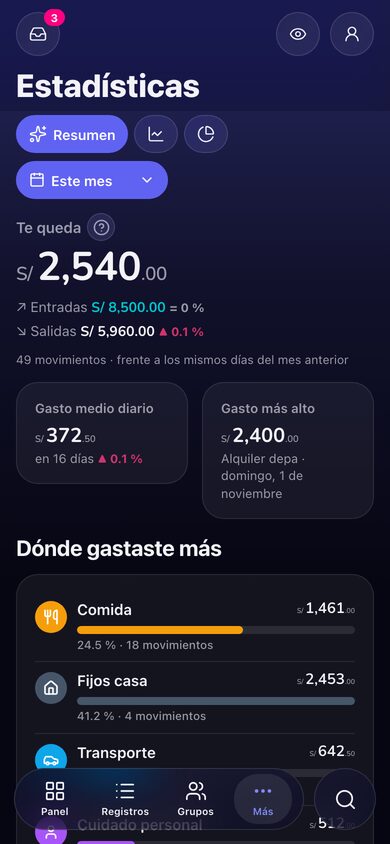 3
Estadísticas
Resumen
Este mes
Te queda ?
S/ 2,540.00
↗ Entradas S/ 8,500.00 = 0 %
↘ Salidas S/ 5,960.00 ▲ 0.1 %
49 movimientos · frente a los mismos días del mes anterior
Gasto medio diario
S/ 372.50
en 16 días ▲ 0.1 %
Gasto más alto
S/ 2,400.00
Alquiler depa ·
domingo, 1 de
noviembre
Dónde gastaste más
Comida S/ 1,461.00
24.5 % · 18 movimientos
Fijos casa S/ 2,453.00
41.2 % · 4 movimientos
Transporte S/ 642.50
Cuidado personal
Panel
Registros
Grupos
Más